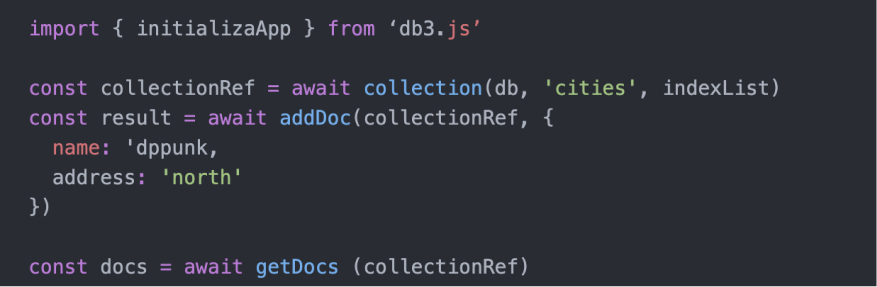 import { initializaApp } from ‘db3.js’
const collectionRef = await collection(db, 'cities', indexList)
const result = await addDoc(collectionRef, {
name: 'dppunk,
address: 'north'
})
const docs = await getDocs (collectionRef)